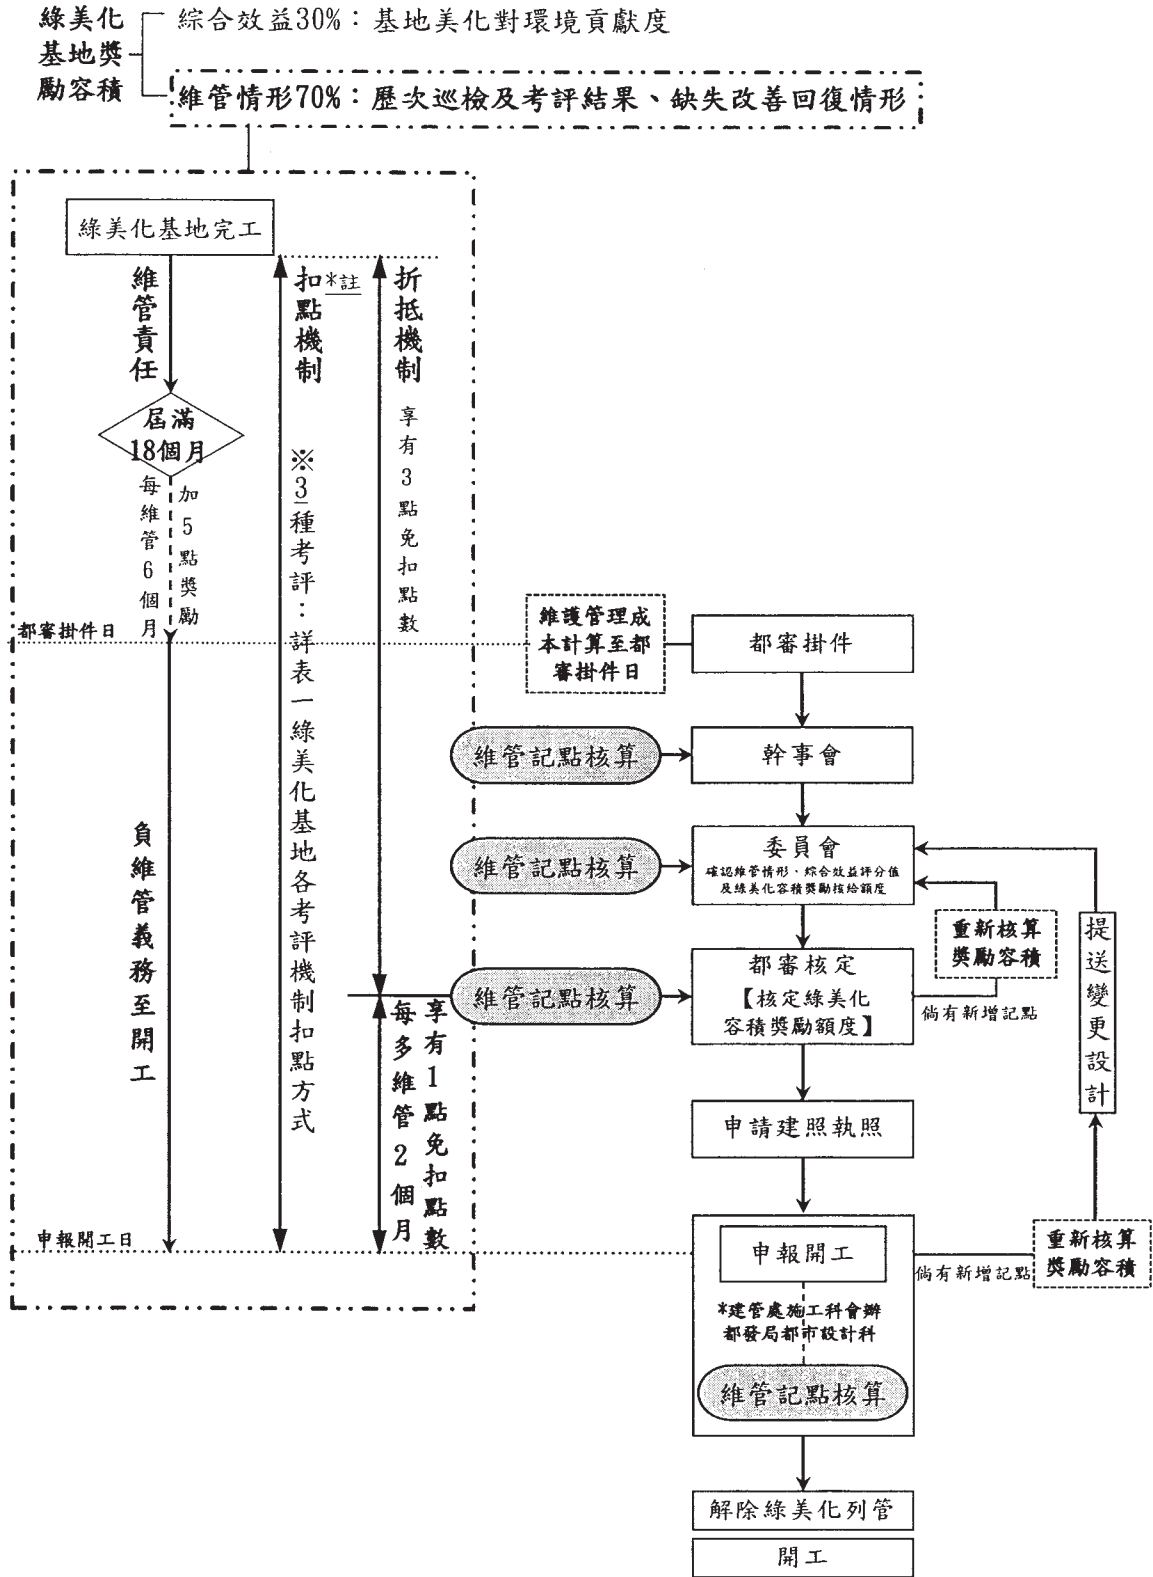 綠美化
基地獎
勵容積
綜合效益30%：基地美化對環境貢獻度
維管情形70%：歷次巡檢及考評結果、缺失改善回復情形
綠美化基地完工
維管責任
屆滿
18個月
每維管6個月
加5點獎勵
都審掛件日
負維管義務至開工
申報開工日
扣點機制
*註
※3種考評：詳表一綠美化基地各考評機制扣點方式
折抵機制
享有3點免扣點數
每多維管2個月
享有1點免扣點數
維護管理成
本計算至都
審掛件日
都審掛件
維管記點核算
幹事會
維管記點核算
委員會
確認維管情形、綜合效益評分值
及綠美化容積獎勵核給額度
維管記點核算
都審核定
【核定綠美化
容積獎勵額度】
倘有新增記點
重新核算
獎勵容積
提送變更設計
申請建照執照
申報開工
*建管處施工科會辦
都發局都市設計科
維管記點核算
倘有新增記點
重新核算
獎勵容積
解除綠美化列管
開工